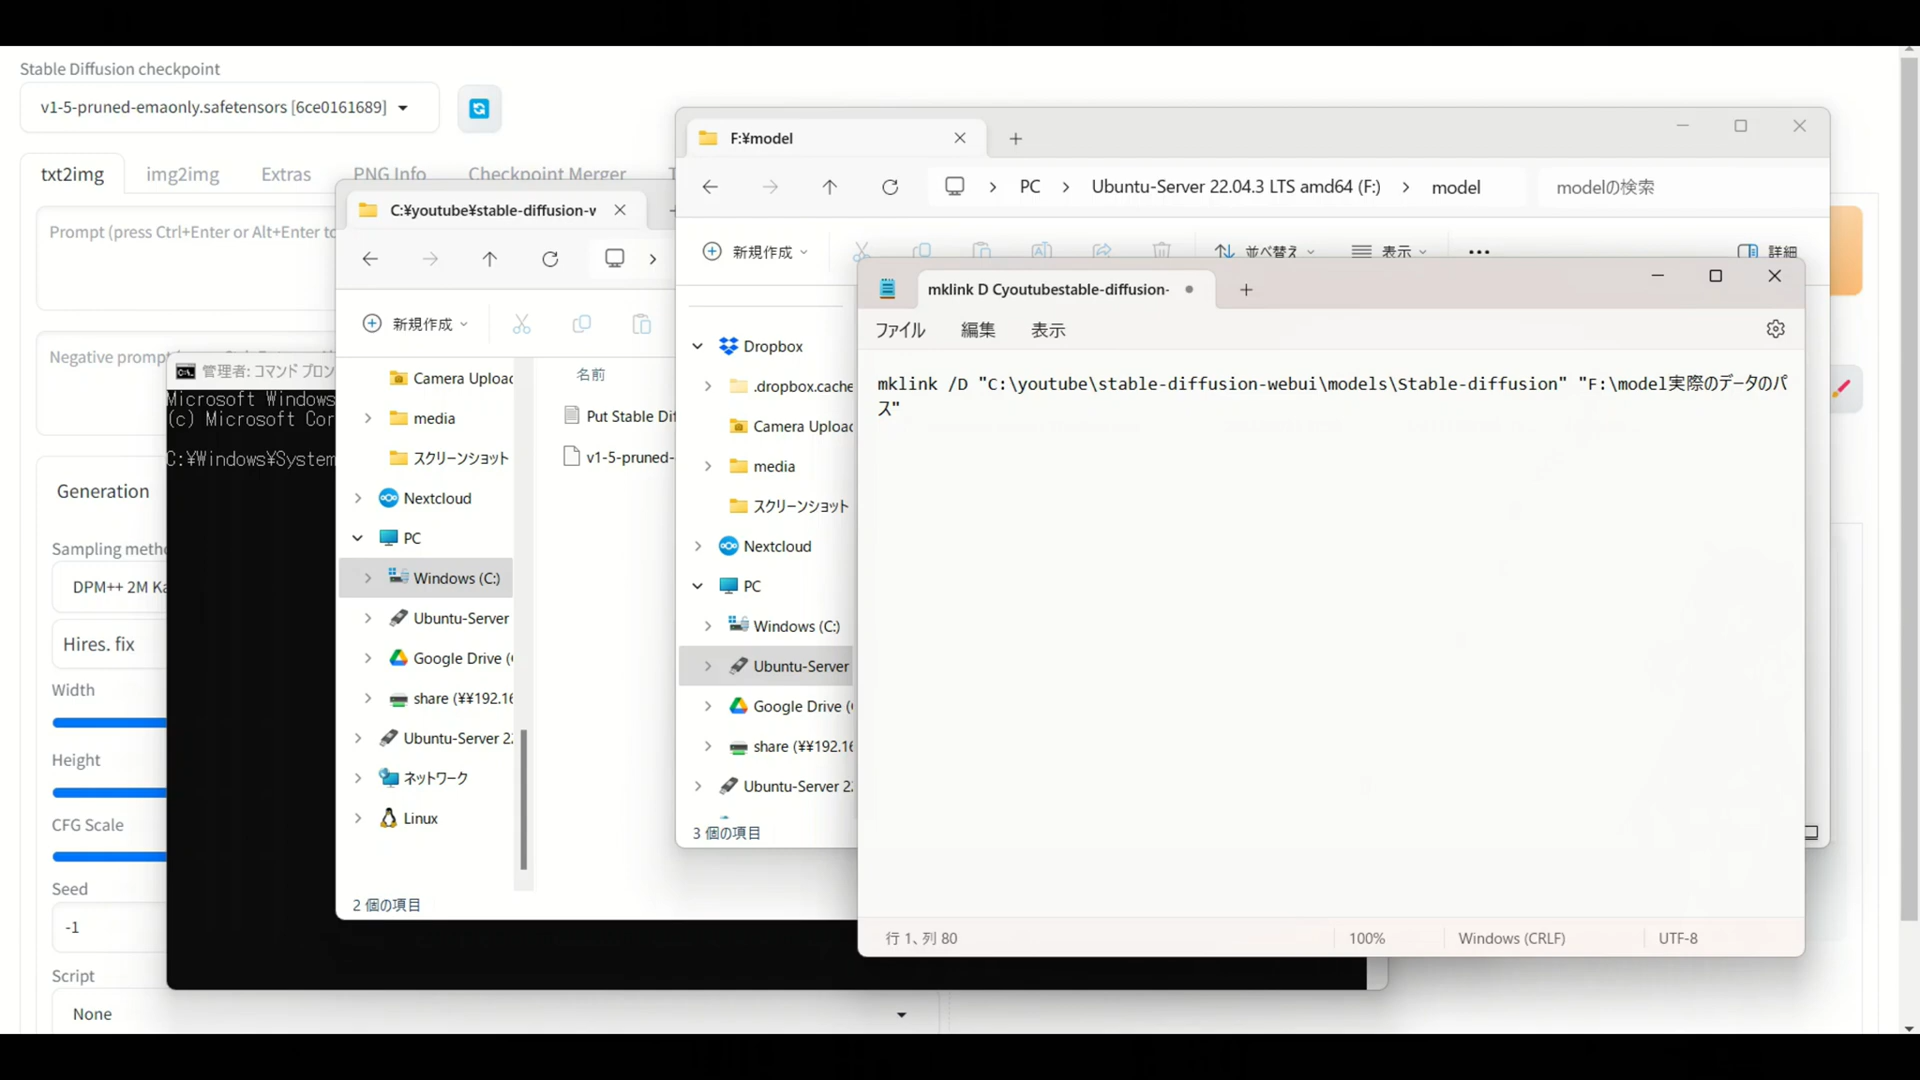 Stable Diffusion checkpoint
v1-5-pruned-emaonly.safetensors [6ce0161689]
txt2img
img2img
Extras
PNG Info
Checkpoint Merger
Prompt (press Ctrl+Enter or Alt+Enter to
Negative prompt
Generation
Sampling metho
DPM++ 2M Ka
Hires. fix
Width
Height
CFG Scale
Seed
-1
Script
None
管理者: コマンド プロン
Microsoft Windows
(c) Microsoft Cor
C:¥Windows¥System
C:¥youtube¥stable-diffusion-w
新規作成
名前
Camera Upload
media
スクリーンショット
Nextcloud
PC
Windows (C:)
Ubuntu-Server
Google Drive (
share (¥¥192.16
Ubuntu-Server 22
ネットワーク
Linux
Put Stable Dif
v1-5-pruned-
2 個の項目
F:¥model
PC
Ubuntu-Server 22.04.3 LTS amd64 (F:)
model
modelの検索
新規作成
並べ替え
表示
詳細
Dropbox
.dropbox.cache
Camera Upload
media
スクリーンショット
Nextcloud
PC
Windows (C:)
Ubuntu-Server
Google Drive (
share (¥¥192.16
Ubuntu-Server 22
3 個の項目
mklink D Cyoutubestable-diffusion-
ファイル
編集
表示
mklink /D "C:\youtube\stable-diffusion-webui\models\Stable-diffusion" "F:\model実際のデータのパ
ス"
行 1、列 80
100%
Windows (CRLF)
UTF-8